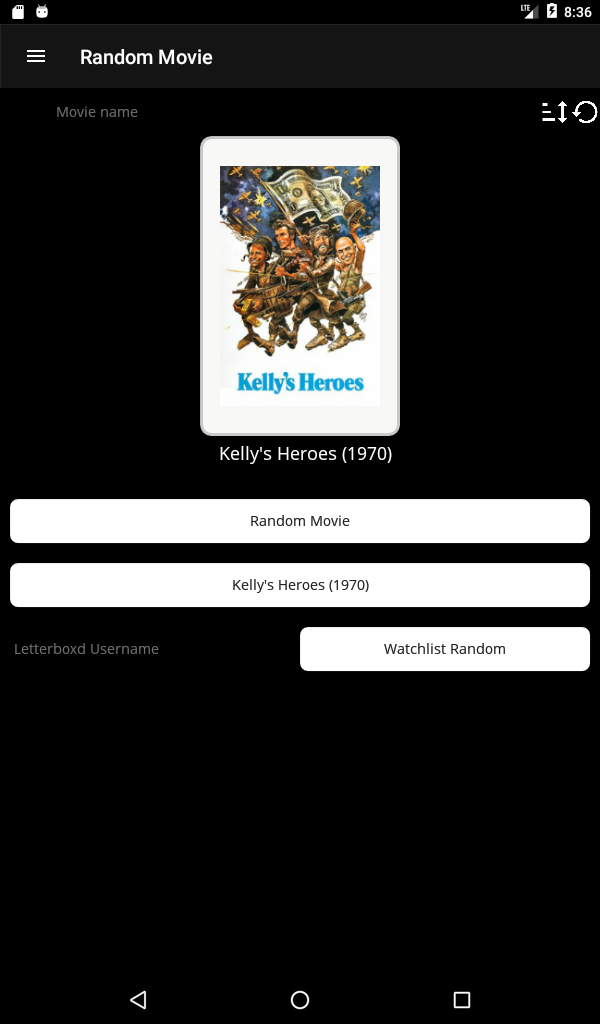 LTE 8:36
Random Movie
Movie name
Kelly's Heroes
Kelly's Heroes (1970)
Random Movie
Kelly's Heroes (1970)
Letterboxd Username
Watchlist Random